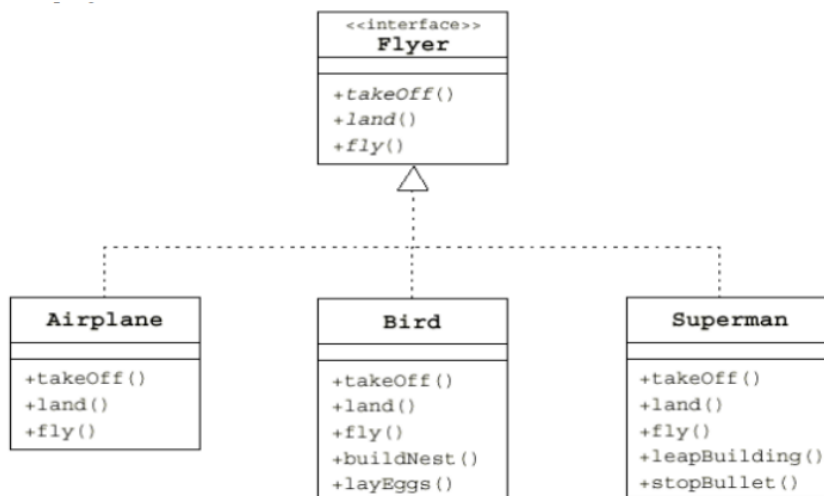 <<interface>>
Flyer
+takeOff()
+land()
+fly()
Airplane
+takeOff()
+land()
+fly()
Bird
+takeOff()
+land()
+fly()
+buildNest()
+layEggs()
Superman
+takeOff()
+land()
+fly()
+leapBuilding()
+stopBullet()